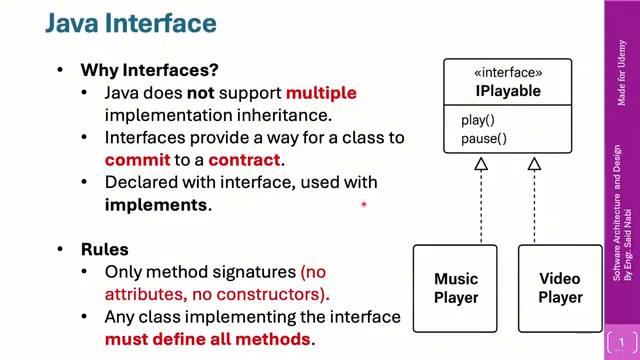 Java Interface
• Why Interfaces?
• Java does not support multiple
implementation inheritance.
• Interfaces provide a way for a class to
commit to a contract.
• Declared with interface, used with
implements.
• Rules
• Only method signatures (no
attributes, no constructors).
• Any class implementing the interface
must define all methods.
«interface»
IPlayable
play()
pause()
Music
Player
Video
Player
Made for Udemy
Software Architecture and Design
By Engr. Said Nabi
1